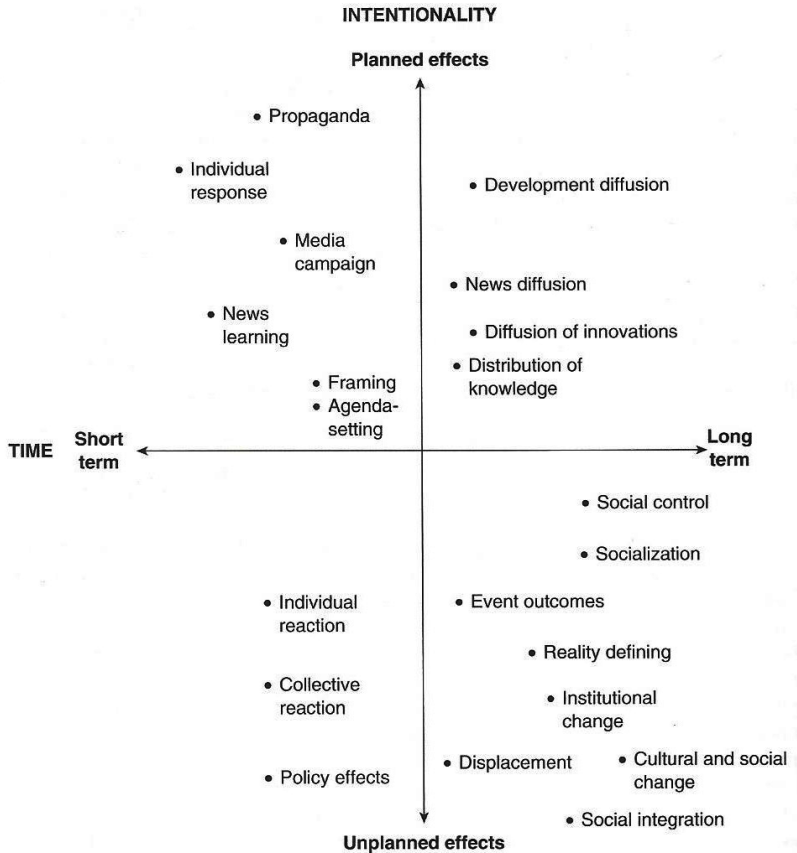 INTENTIONALITY
Planned effects
• Propaganda
• Individual
response
• Development diffusion
• Media
campaign
• News diffusion
• News
learning
• Diffusion of innovations
• Distribution of
knowledge
• Framing
• Agenda-
setting
TIME
Short
term
Long
term
• Social control
• Socialization
• Individual
reaction
• Event outcomes
• Reality defining
• Collective
reaction
• Institutional
change
• Displacement
• Cultural and social
change
• Policy effects
• Social integration
Unplanned effects